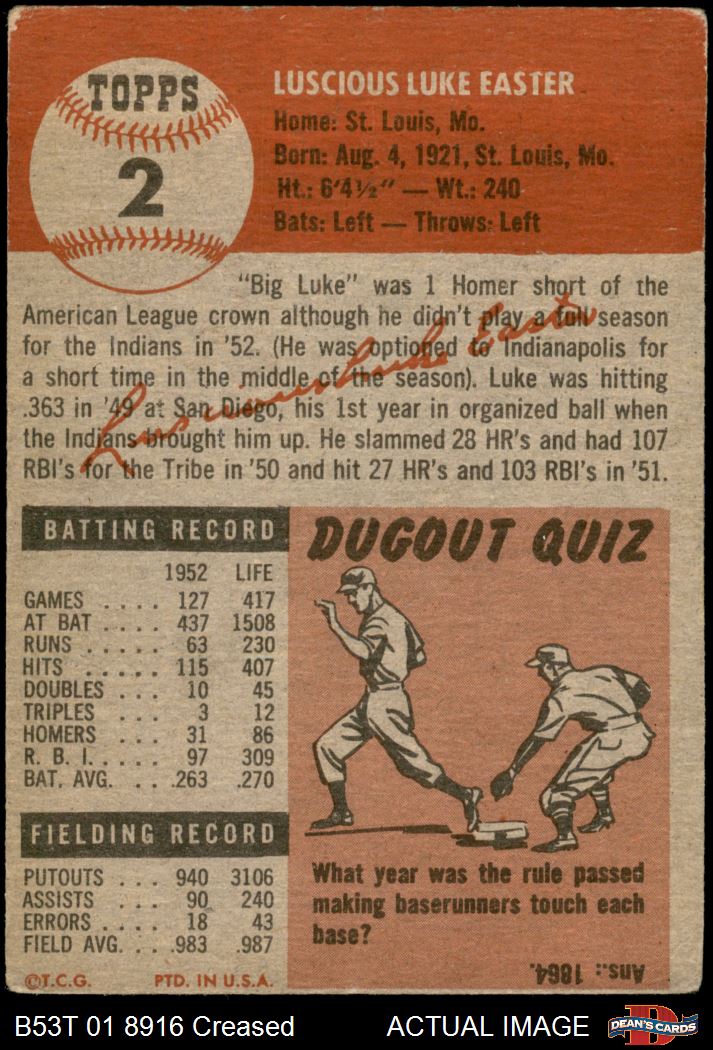 TOPPS
2
LUSCIOUS LUKE EASTER
Home: St. Louis, Mo.
Born: Aug. 4, 1921, St. Louis, Mo.
Ht.: 6'4½" — Wt.: 240
Bats: Left — Throws: Left
"Big Luke" was 1 Homer short of the
American League crown although he didn't play a full season
for the Indians in '52. (He was optioned to Indianapolis for
a short time in the middle of the season). Luke was hitting
.363 in '49 at San Diego, his 1st year in organized ball when
the Indians brought him up. He slammed 28 HR's and had 107
RBI's for the Tribe in '50 and hit 27 HR's and 103 RBI's in '51.
Luscious Luke Easter
BATTING RECORD
1952 LIFE
GAMES .... 127 417
AT BAT .... 437 1508
RUNS ..... 63 230
HITS ..... 115 407
DOUBLES ... 10 45
TRIPLES ... 3 12
HOMERS ... 31 86
R. B. I. .... 97 309
BAT. AVG. ... .263 .270
FIELDING RECORD
PUTOUTS ... 940 3106
ASSISTS .... 90 240
ERRORS .... 18 43
FIELD AVG. ... .983 .987
©T.C.G. PTD. IN U.S.A.
DUGOUT QUIZ
What year was the rule passed
making baserunners touch each
base?
Ans.: 1864.
B53T 01 8916 Creased ACTUAL IMAGE
D
DEAN'S CARDS